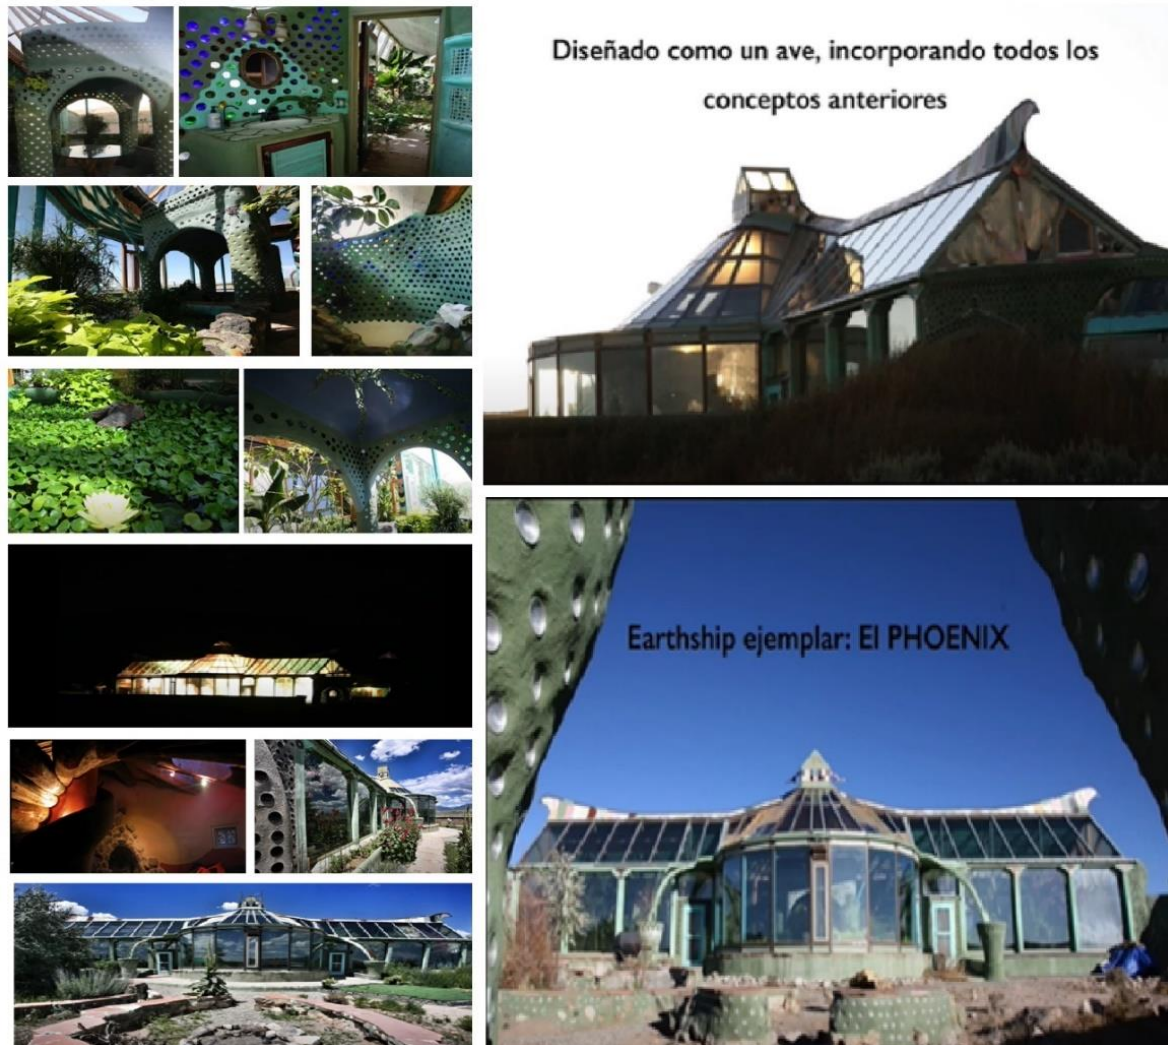 Diseñado como un ave, incorporando todos los
conceptos anteriores
Earthship ejemplar: El PHOENIX